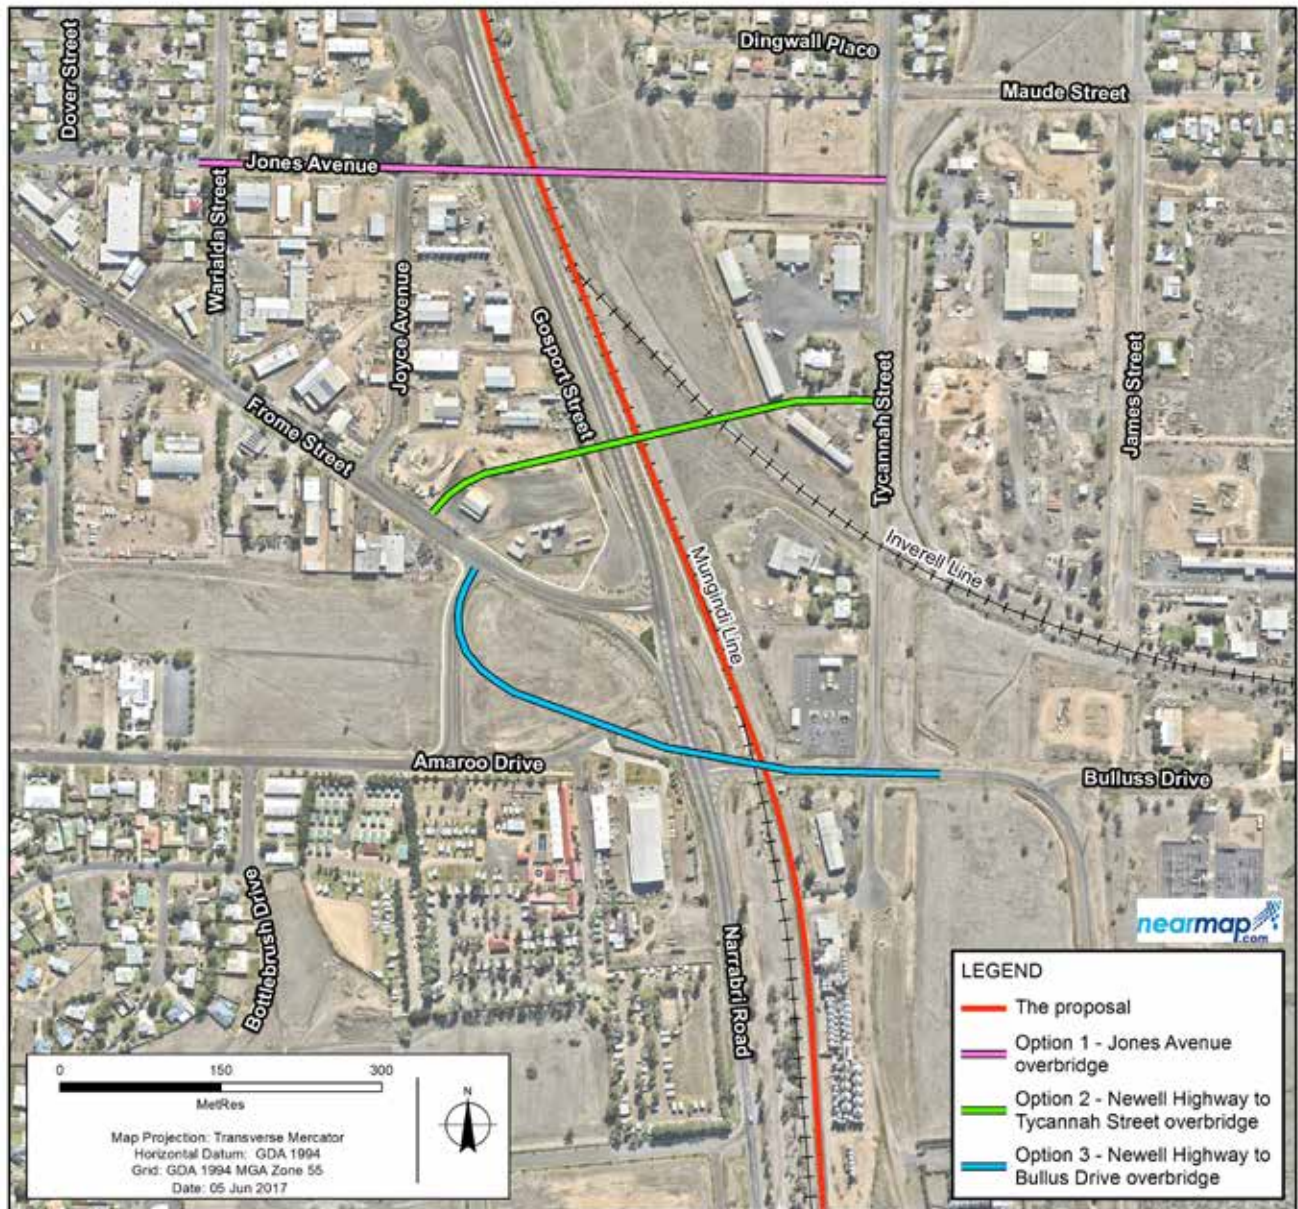 Dover Street
Dingwall Place
Maude Street
Jones Avenue
Warialda Street
Joyce Avenue
Gosport Street
Frome Street
Tycannah Street
James Street
Inverell Line
Mungindi Line
Amaroo Drive
Bulluss Drive
Bottlebrush Drive
Narrabri Road
nearmap
.com
LEGEND
The proposal
Option 1 - Jones Avenue
overbridge
Option 2 - Newell Highway to
Tycannah Street overbridge
Option 3 - Newell Highway to
Bullus Drive overbridge
0 150 300
MetRes
N
Map Projection: Transverse Mercator
Horizontal Datum: GDA 1994
Grid: GDA 1994 MGA Zone 55
Date: 05 Jun 2017